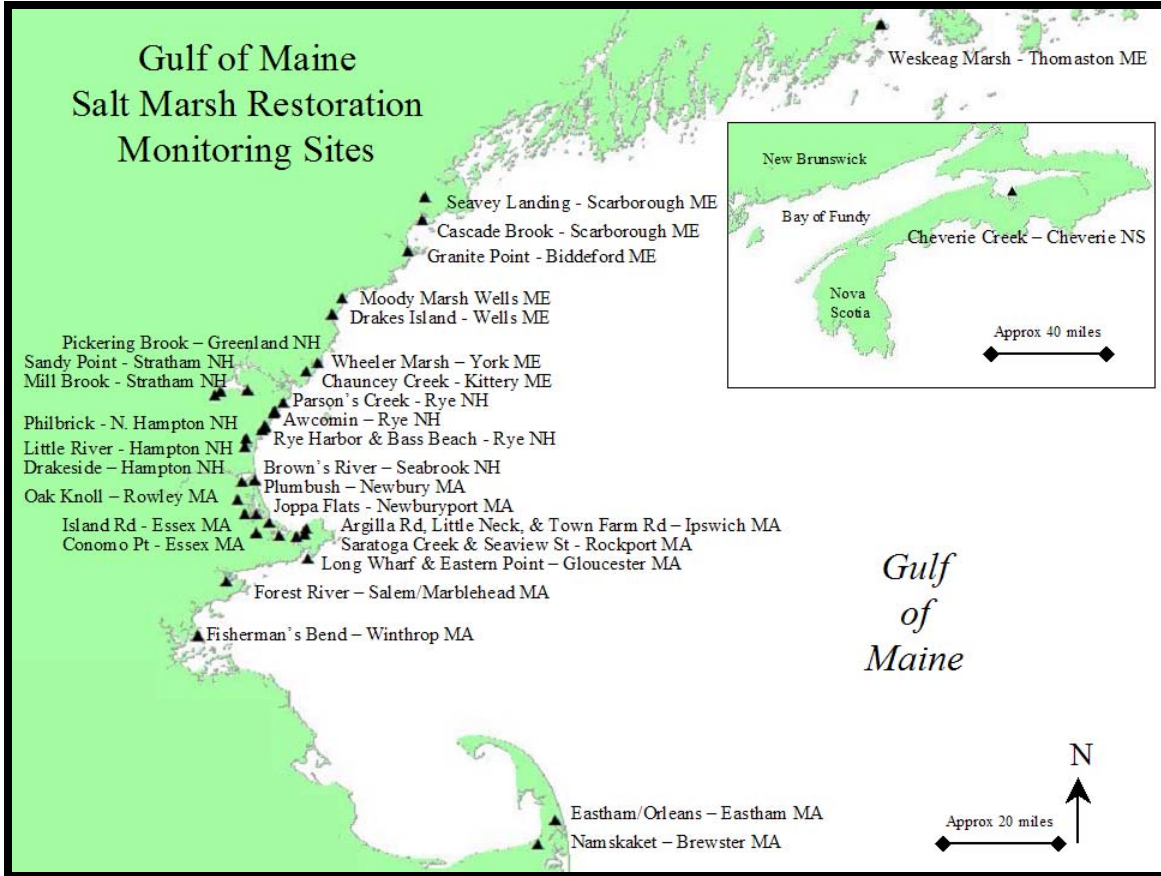 Gulf of Maine
Salt Marsh Restoration
Monitoring Sites
Weskeag Marsh - Thomaston ME
New Brunswick
Bay of Fundy
Cheverie Creek – Cheverie NS
Nova
Scotia
Approx 40 miles
Seavey Landing - Scarborough ME
Cascade Brook - Scarborough ME
Granite Point - Biddeford ME
Moody Marsh Wells ME
Drakes Island - Wells ME
Pickering Brook – Greenland NH
Sandy Point - Stratham NH
Mill Brook - Stratham NH
Wheeler Marsh – York ME
Chauncey Creek - Kittery ME
Parson's Creek - Rye NH
Awcomin – Rye NH
Rye Harbor & Bass Beach - Rye NH
Philbrick - N. Hampton NH
Little River - Hampton NH
Drakeside – Hampton NH
Brown's River – Seabrook NH
Plumbush – Newbury MA
Oak Knoll – Rowley MA
Joppa Flats - Newburyport MA
Island Rd - Essex MA
Conomo Pt - Essex MA
Argilla Rd, Little Neck, & Town Farm Rd – Ipswich MA
Saratoga Creek & Seaview St - Rockport MA
Long Wharf & Eastern Point – Gloucester MA
Forest River – Salem/Marblehead MA
Fisherman's Bend – Winthrop MA
Gulf
of
Maine
N
Eastham/Orleans – Eastham MA
Namskaket – Brewster MA
Approx 20 miles